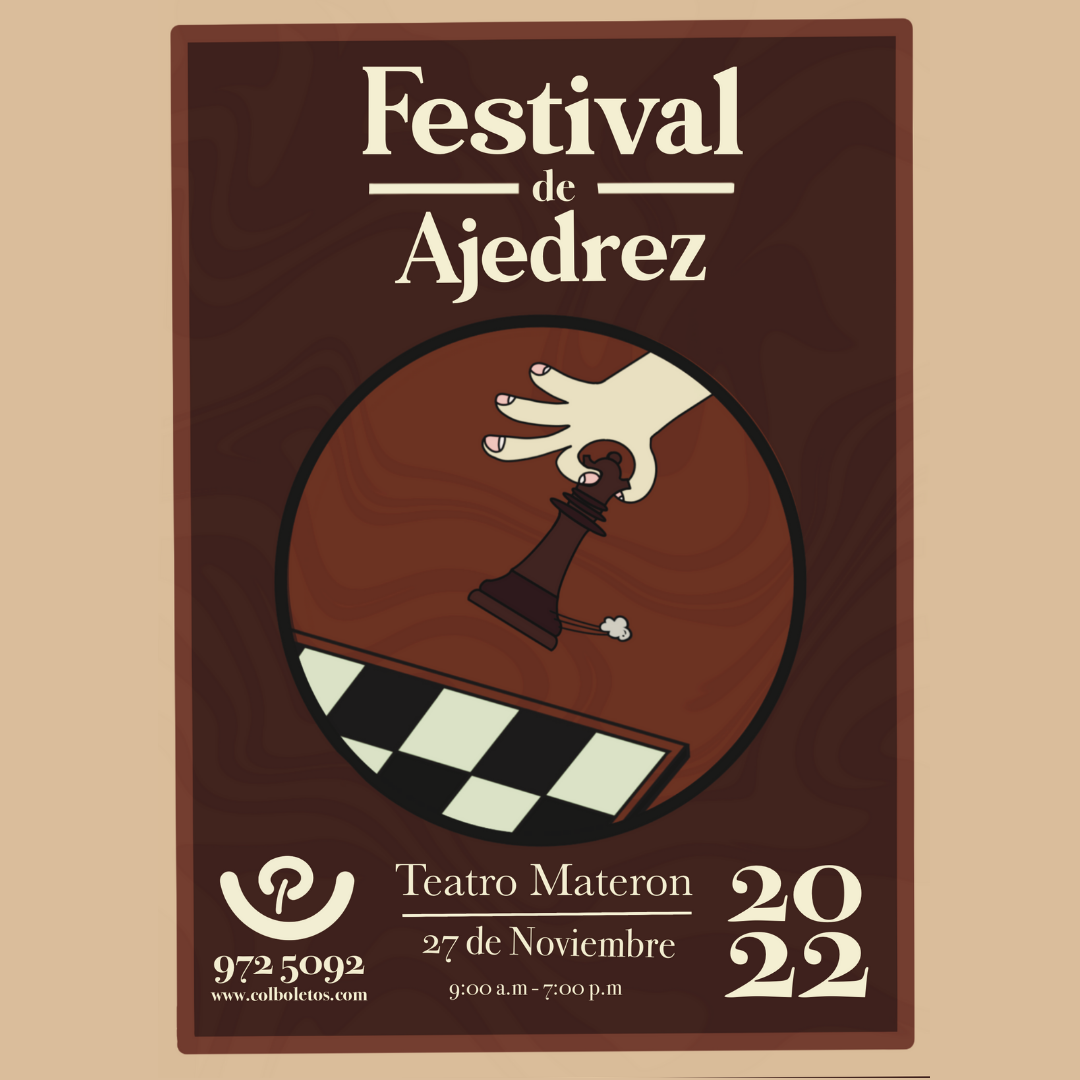 Festival
de
Ajedrez
Teatro Materon
27 de Noviembre
9:00 a.m - 7:00 p.m
972 5092
www.colboletos.com
20
22